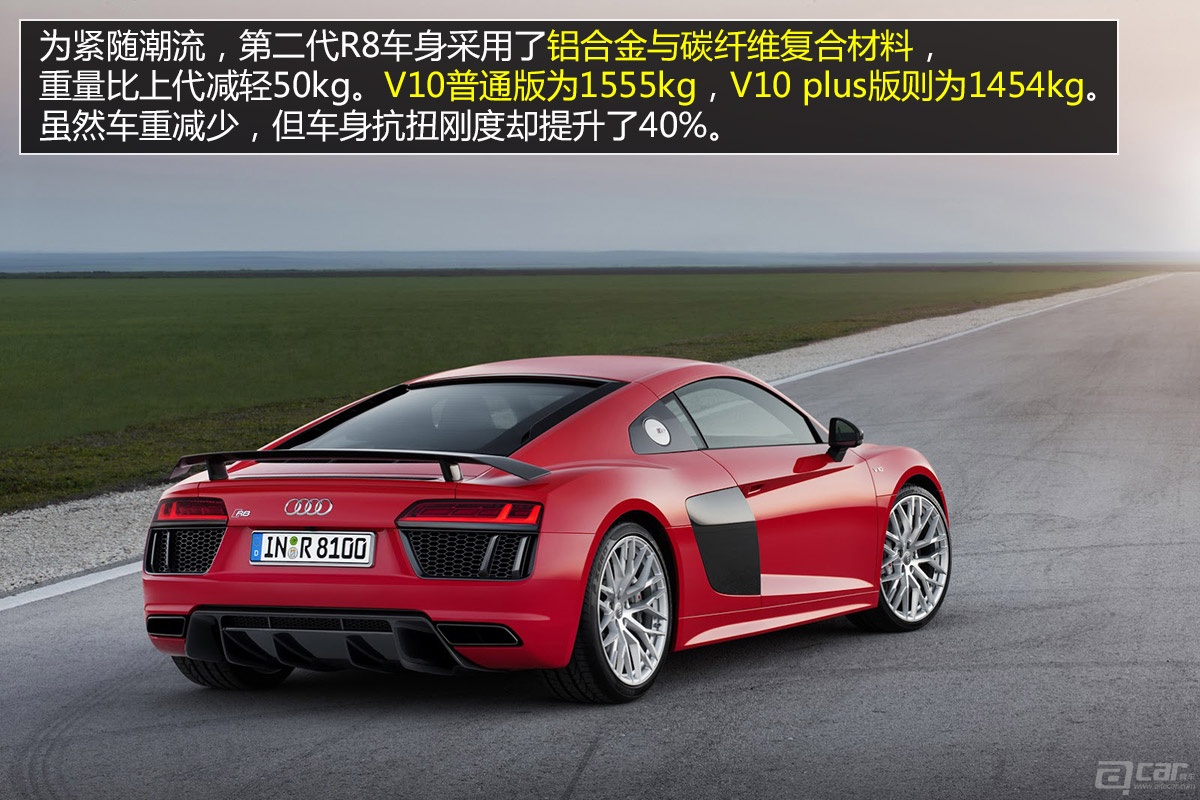 为紧随潮流，第二代R8车身采用了铝合金与碳纤维复合材料，
重量比上代减轻50kg。V10普通版为1555kg，V10 plus版则为1454kg。
虽然车重减少，但车身抗扭刚度却提升了40%。
V10
R8
D IN R 8100
@car